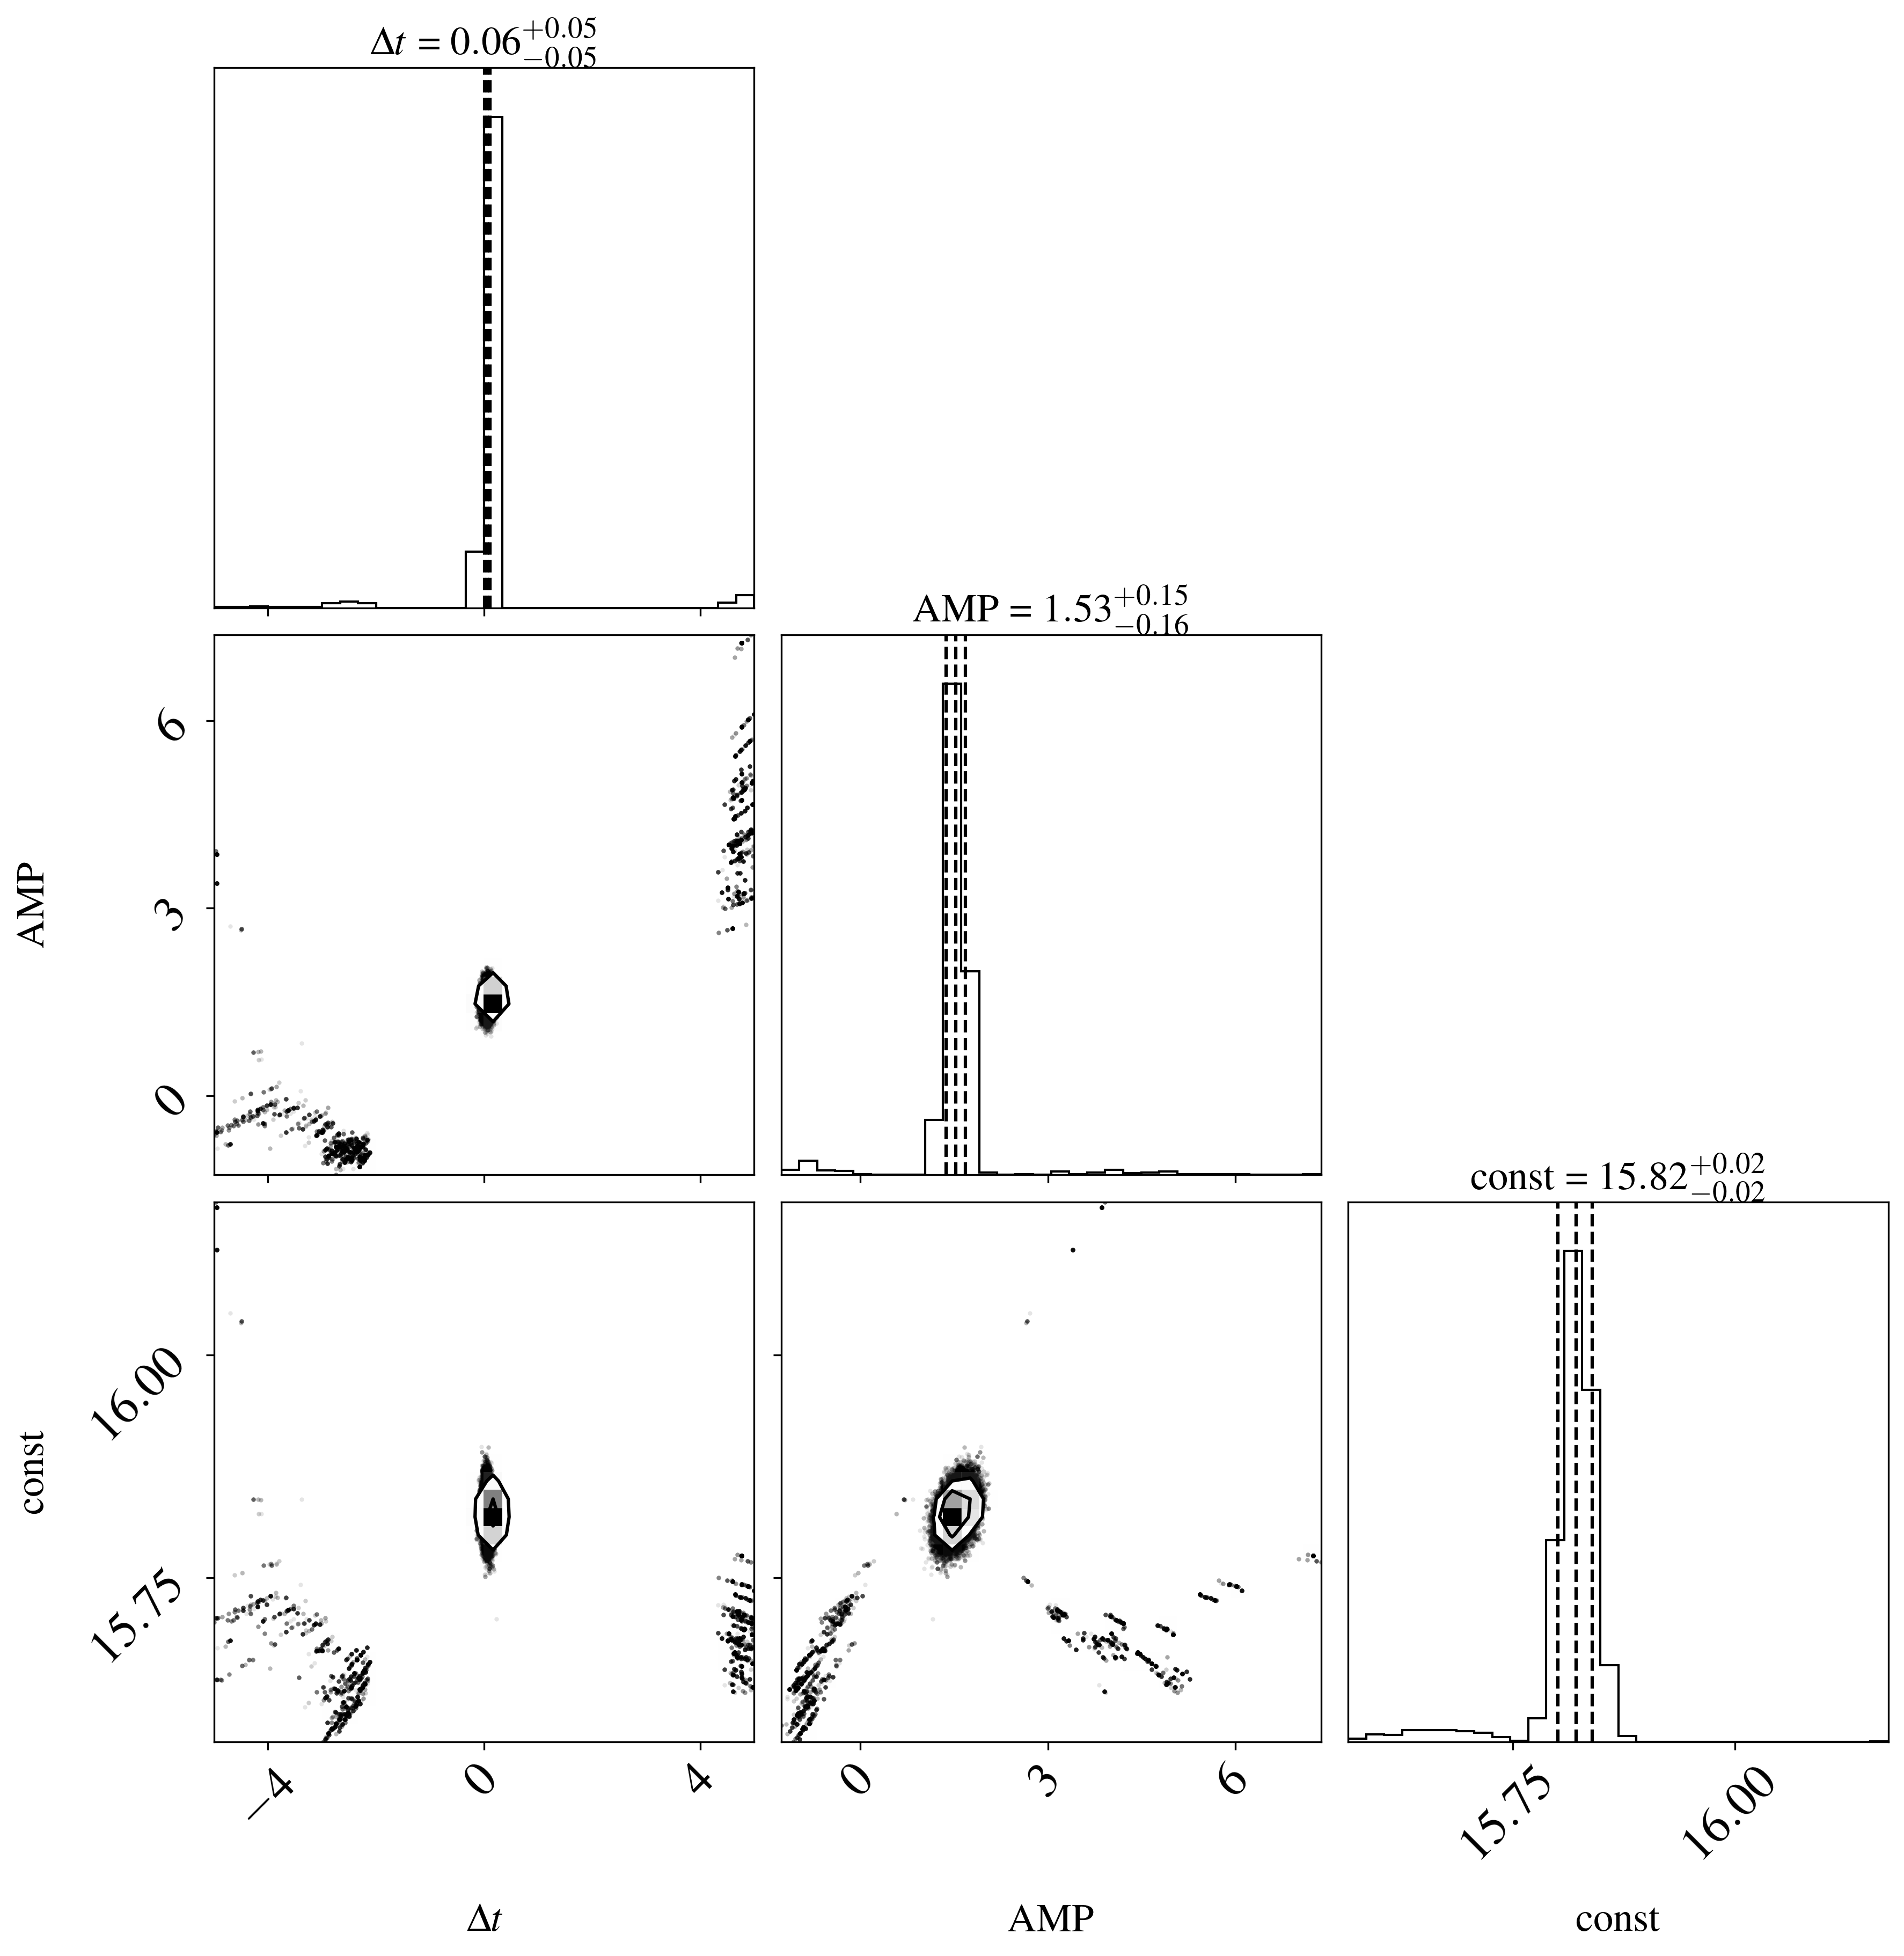 Δt = 0.06+0.05−0.05
AMP = 1.53+0.15−0.16
6
3
0
AMP
const = 15.82+0.02−0.02
16.00
15.75
const
−4 0 4
0 3 6
15.75 16.00
Δt
AMP
const